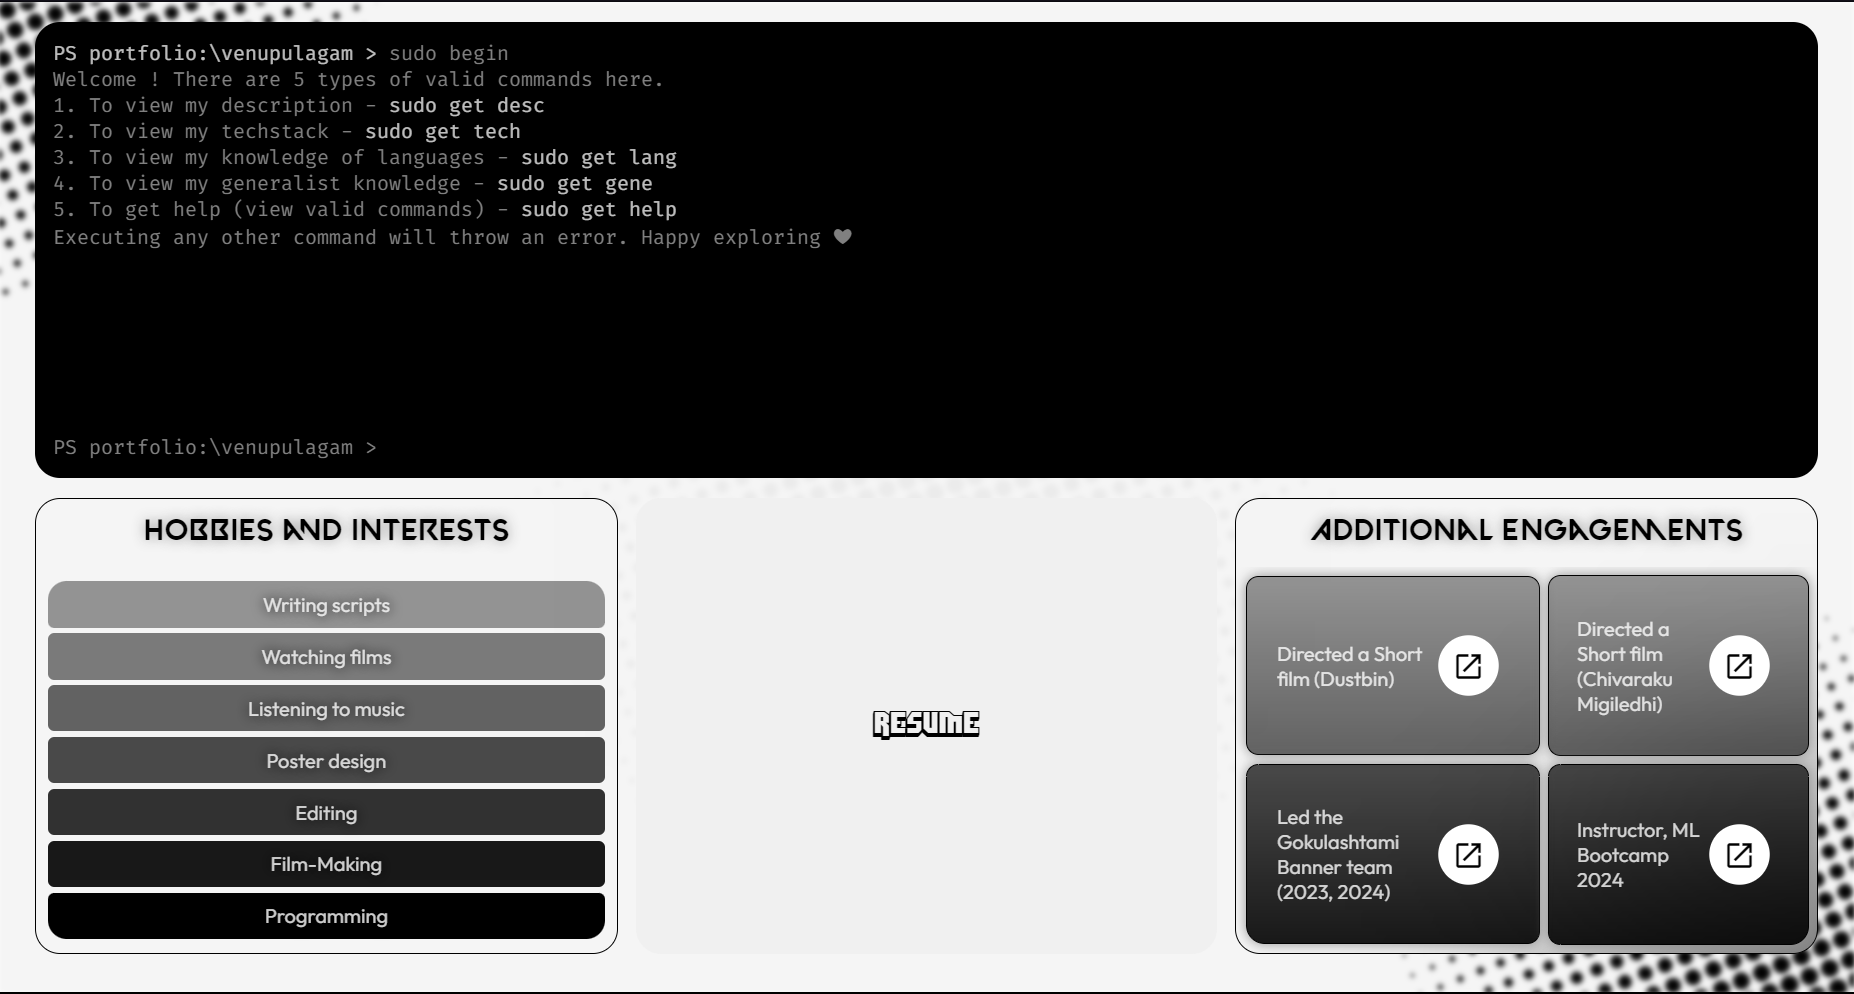 PS portfolio:\venupulagam > sudo begin
Welcome ! There are 5 types of valid commands here.
1. To view my description - sudo get desc
2. To view my techstack - sudo get tech
3. To view my knowledge of languages - sudo get lang
4. To view my generalist knowledge - sudo get gene
5. To get help (view valid commands) - sudo get help
Executing any other command will throw an error. Happy exploring ♥
PS portfolio:\venupulagam >
HOBBIES AND INTERESTS
Writing scripts
Watching films
Listening to music
Poster design
Editing
Film-Making
Programming
RESUME
ADDITIONAL ENGAGEMENTS
Directed a Short
film (Dustbin)
Directed a
Short film
(Chivaraku
Migiledhi)
Led the
Gokulashtami
Banner team
(2023, 2024)
Instructor, ML
Bootcamp
2024